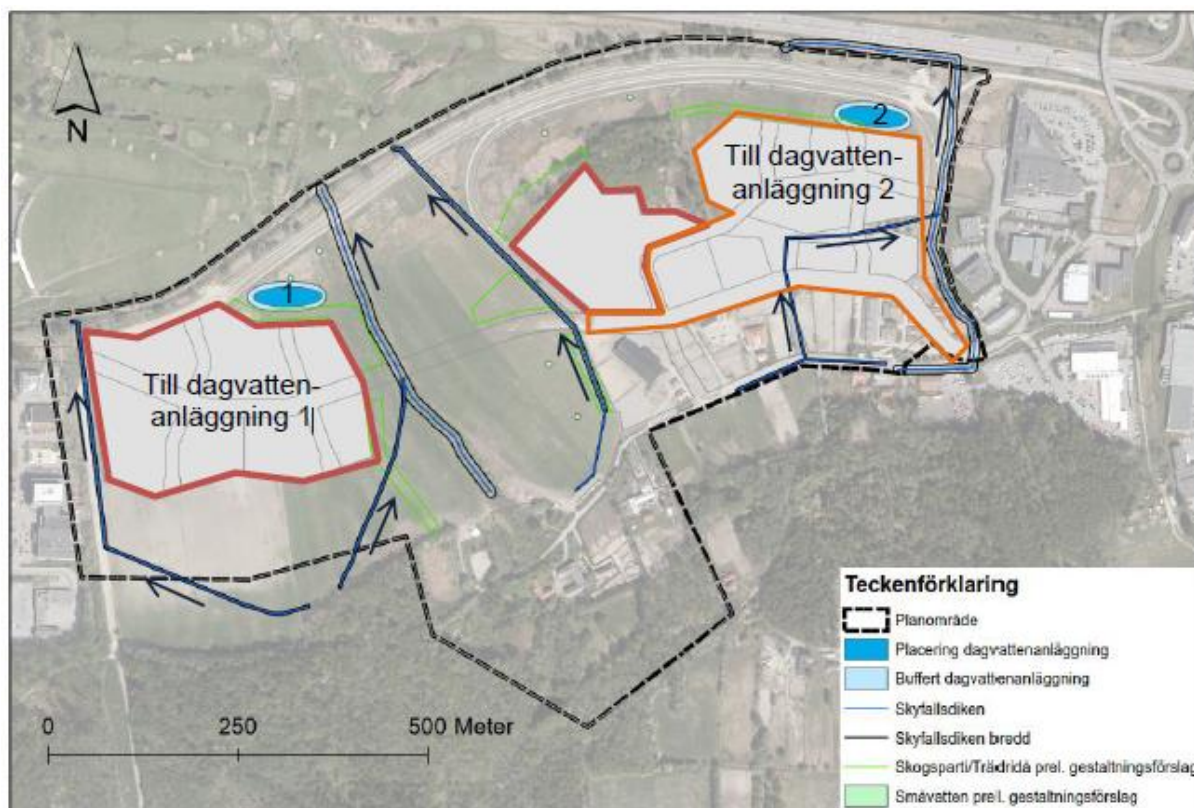 N
2
Till dagvatten-
anläggning 2
1
Till dagvatten-
anläggning 1
0 250 500 Meter
Teckenförklaring
Planområde
Placering dagvattenanläggning
Buffert dagvattenanläggning
Skyfallsdiken
Skyfallsdiken bredd
Skogsparti/Trädridå prel. gestaltningsförslag
Småvatten prel. gestaltningsförslag